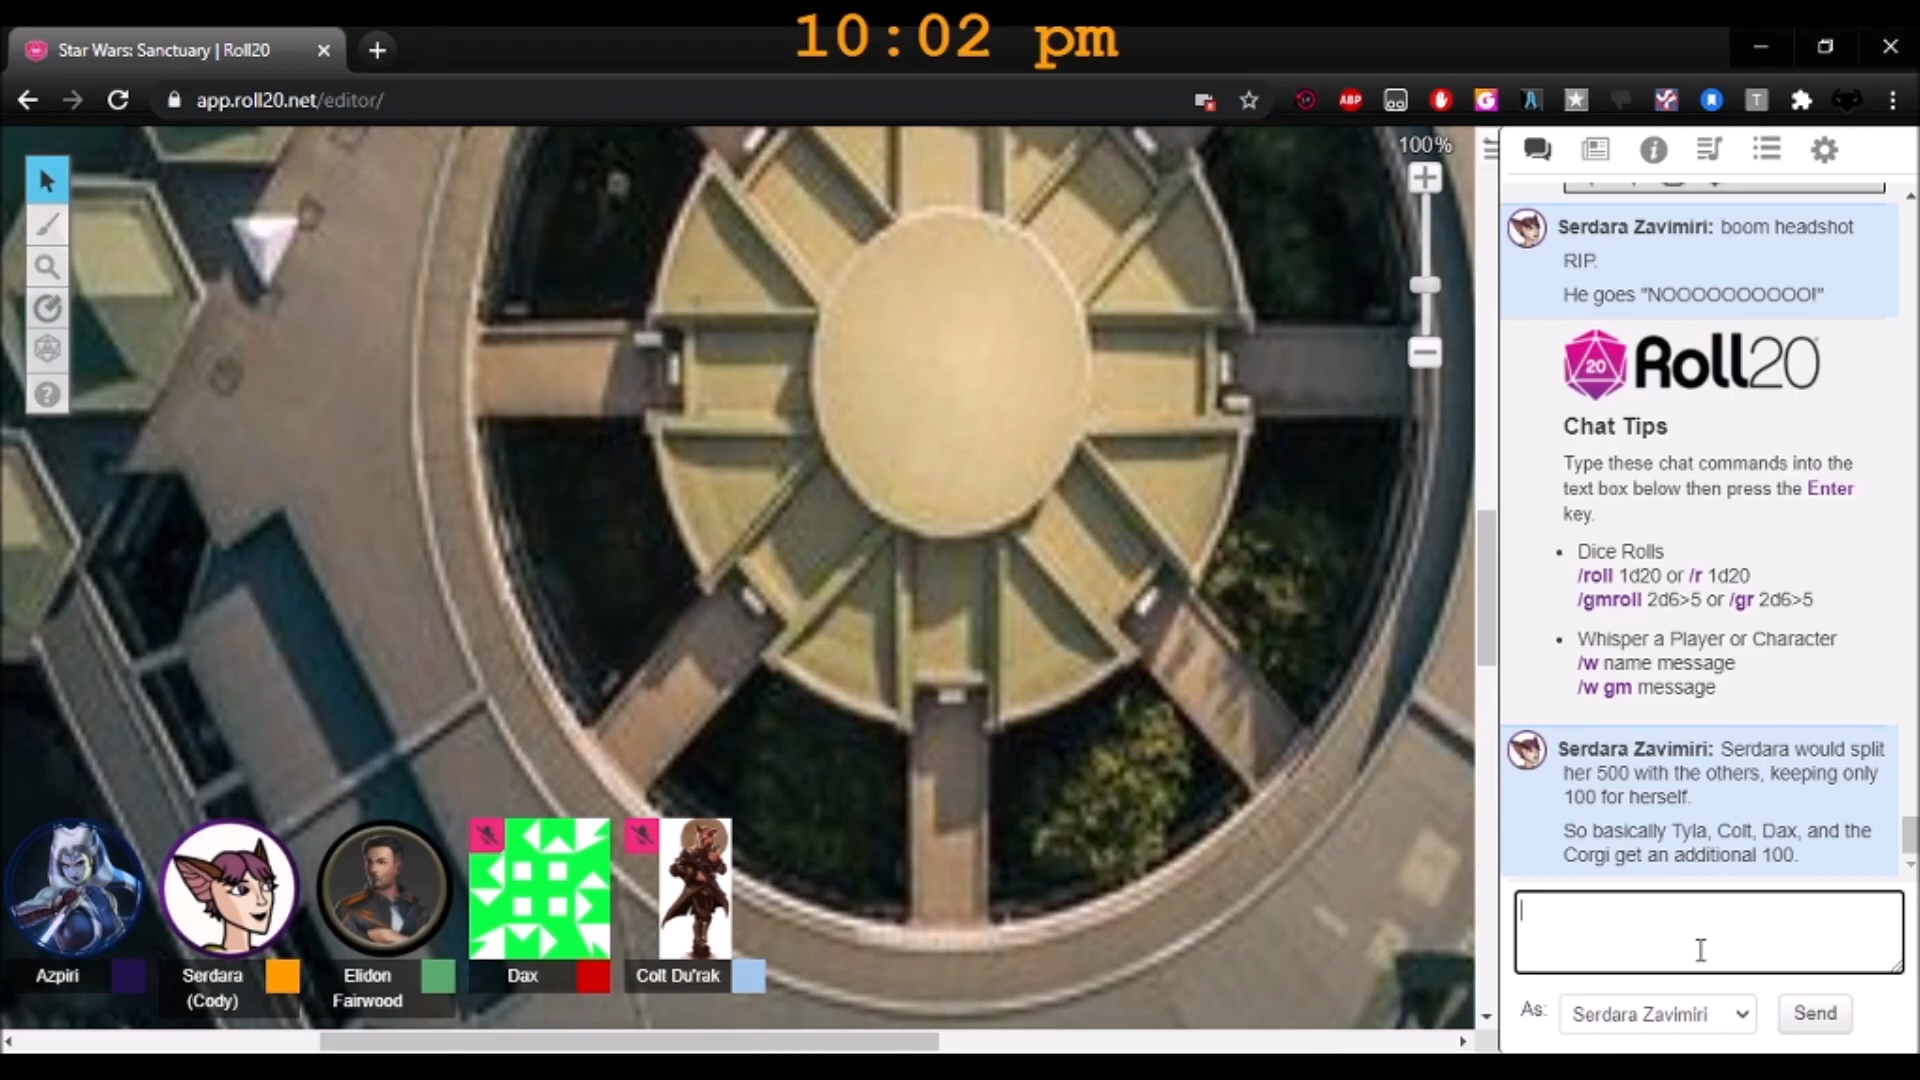 10:02 pm
Star Wars: Sanctuary | Roll20
app.roll20.net/editor/
ABP
100%
Serdara Zavimiri: boom headshot
RIP.
He goes "NOOOOOOOOOO!"
20 Roll20
Chat Tips
Type these chat commands into the
text box below then press the Enter
key.
• Dice Rolls
/roll 1d20 or /r 1d20
/gmroll 2d6>5 or /gr 2d6>5
• Whisper a Player or Character
/w name message
/w gm message
Serdara Zavimiri: Serdara would split
her 500 with the others, keeping only
100 for herself.
So basically Tyla, Colt, Dax, and the
Corgi get an additional 100.
Azpiri
Serdara
(Cody)
Elidon
Fairwood
Dax
Colt Du'rak
As:
Serdara Zavimiri
Send